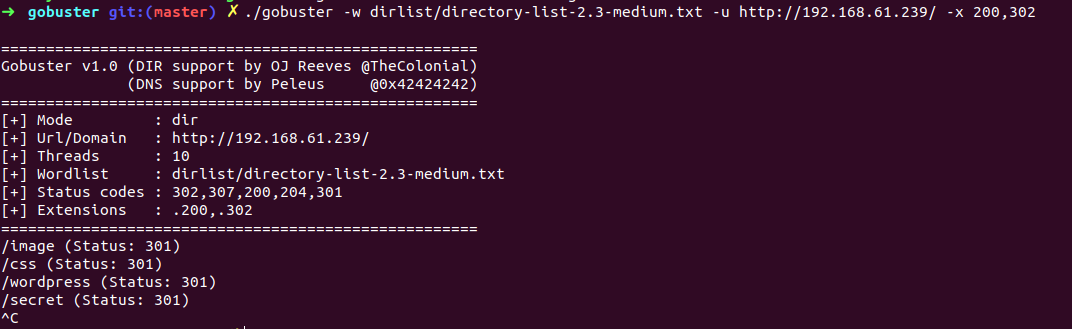 ➜ gobuster git:(master) ✗ ./gobuster -w dirlist/directory-list-2.3-medium.txt -u http://192.168.61.239/ -x 200,302
=====================================================
Gobuster v1.0 (DIR support by OJ Reeves @TheColonial)
              (DNS support by Peleus     @0x42424242)
=====================================================
[+] Mode         : dir
[+] Url/Domain   : http://192.168.61.239/
[+] Threads      : 10
[+] Wordlist     : dirlist/directory-list-2.3-medium.txt
[+] Status codes : 302,307,200,204,301
[+] Extensions   : .200,.302
=====================================================
/image (Status: 301)
/css (Status: 301)
/wordpress (Status: 301)
/secret (Status: 301)
^C